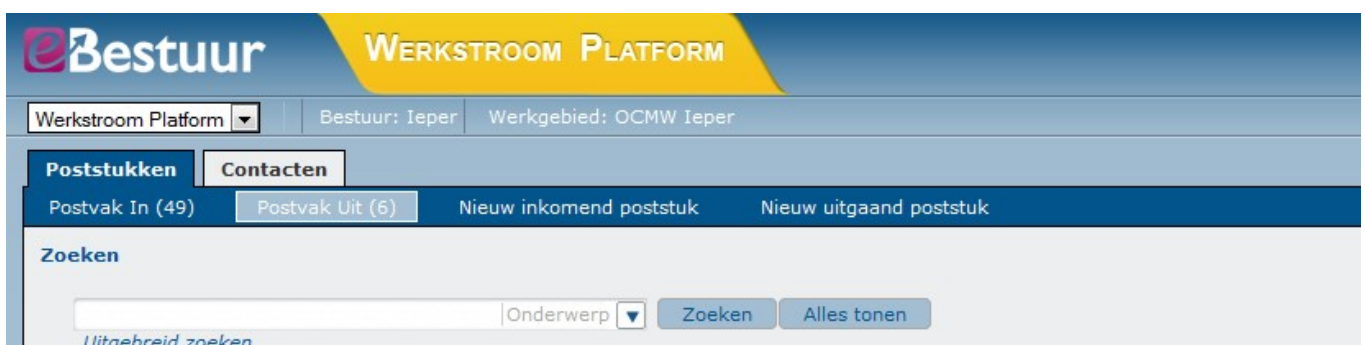 eBestuur
WERKSTROOM PLATFORM
Werkstroom Platform Bestuur: Ieper Werkgebied: OCMW Ieper
Poststukken Contacten
Postvak In (49) Postvak Uit (6) Nieuw inkomend poststuk Nieuw uitgaand poststuk
Zoeken
Onderwerp Zoeken Alles tonen
Uitgebreid zoeken